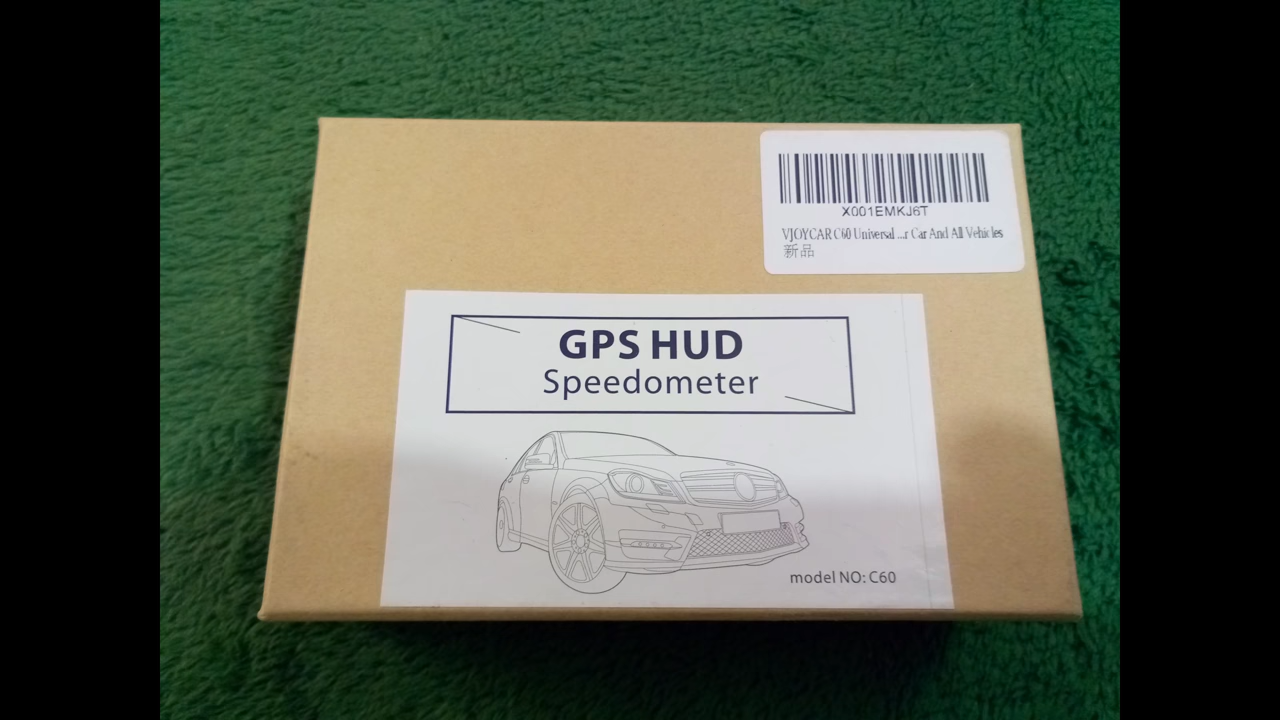 X001EMKJ6T
VJOYCAR C60 Universal ...r Car And All Vehicles
新品
GPS HUD
Speedometer
model NO: C60